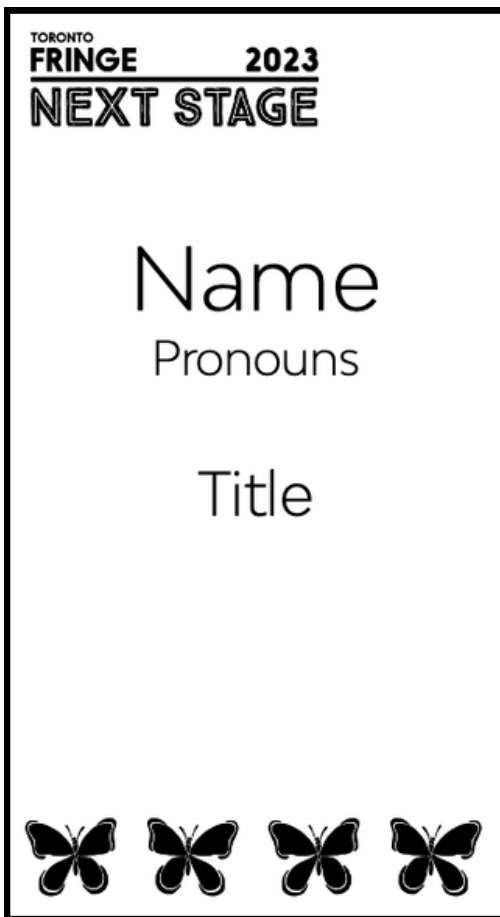 TORONTO
FRINGE 2023
NEXT STAGE
Name
Pronouns
Title